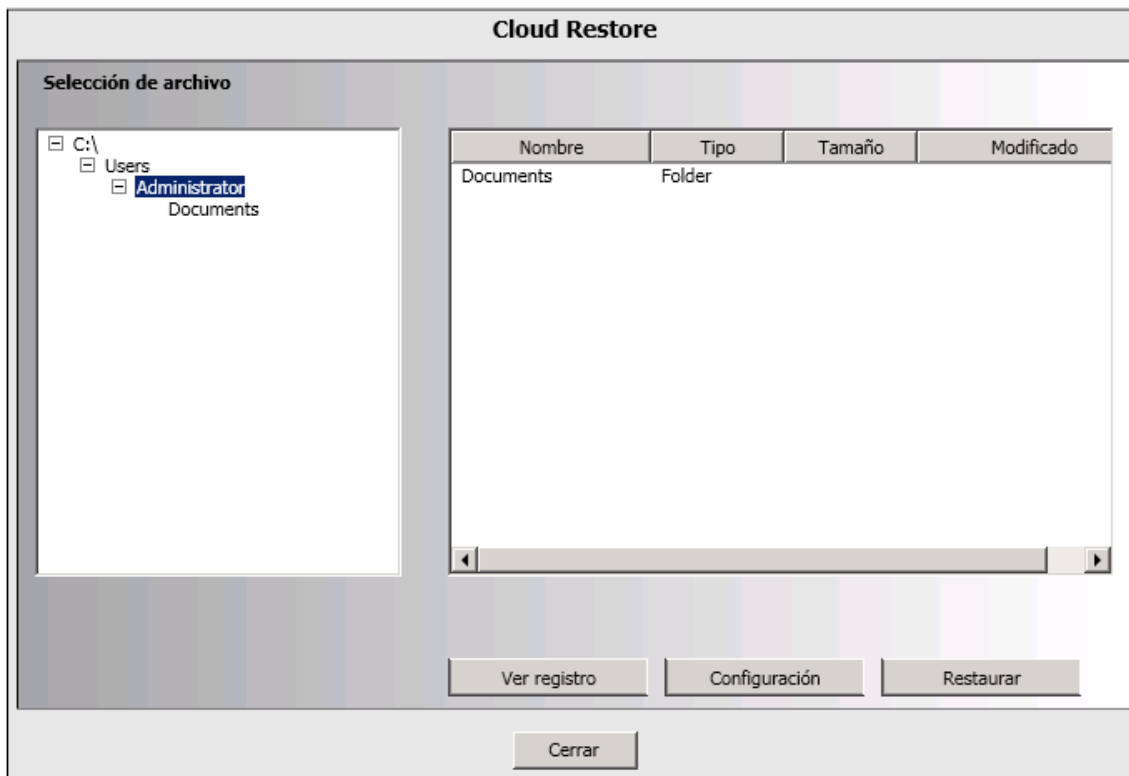 Cloud Restore
Selección de archivo
C:\
Users
Administrator
Documents
Nombre Tipo Tamaño Modificado
Documents Folder
Ver registro Configuración Restaurar
Cerrar